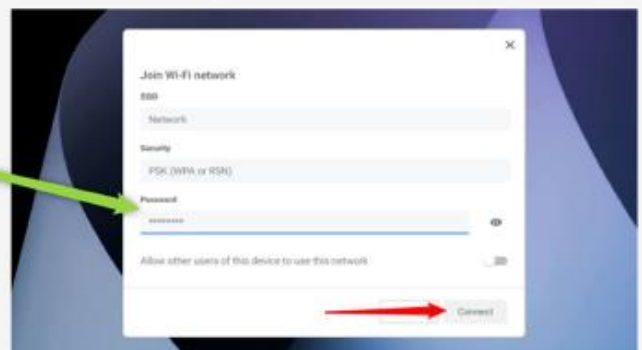 Join Wi-Fi network
SSID
Network
Security
PSK (WPA or RSN)
Password
••••••••
Allow other users of this device to use this network
Connect